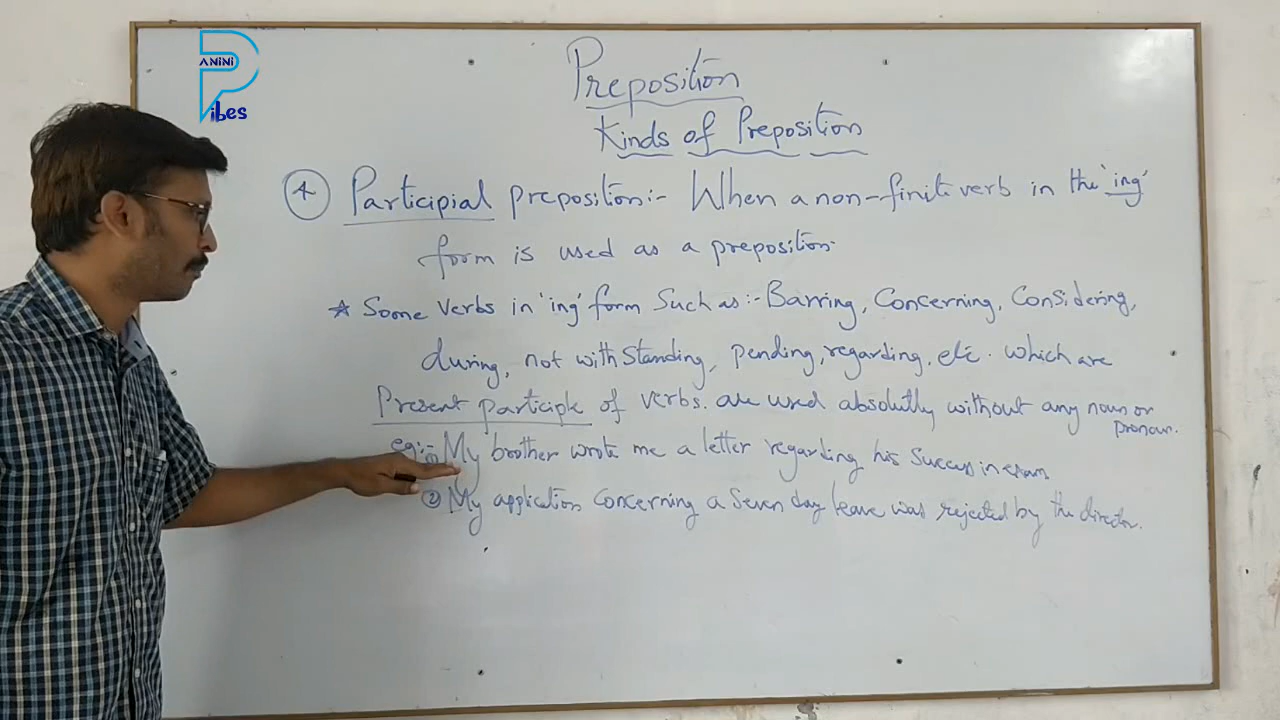 PANINI
Vibes
Preposition
Kinds of Preposition
4 Participial preposition:- When a non-finite verb in the 'ing'
form is used as a preposition.
* Some verbs in 'ing' form Such as:- Barring, Concerning, Considering,
during, not with standing, pending, regarding, etc. which are
Present participle of verbs. are used absolutly without any noun or
pronoun.
eg:- ① My brother wrote me a letter regarding his Success in exam
② My application Concerning a Seven day leave was rejected by the director.